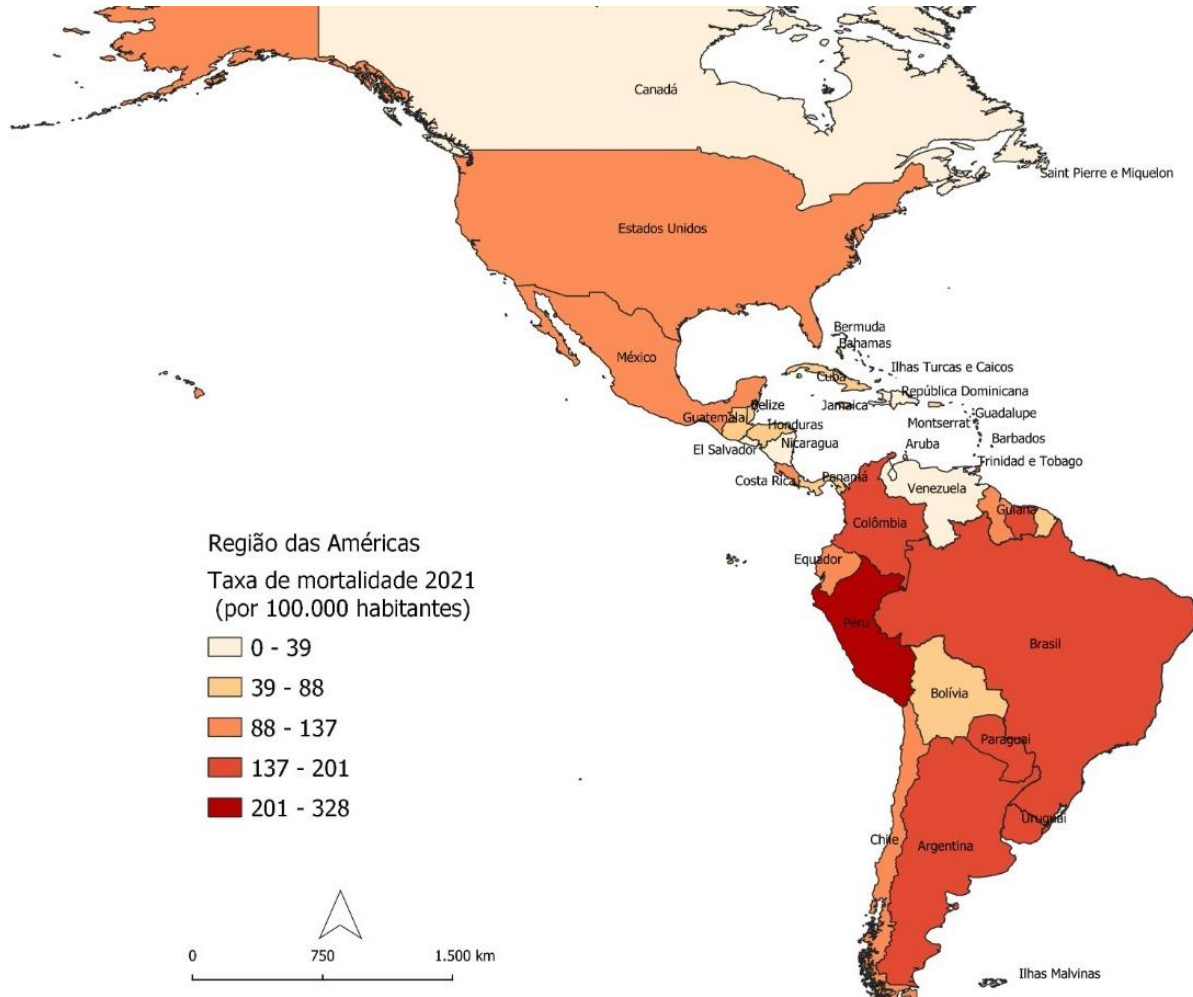 Canadá
Saint Pierre e Miquelon
Estados Unidos
Bermuda
Bahamas
México
Ilhas Turcas e Caicos
Cuba
República Dominicana
Belize
Jamaica
Guadalupe
Guatemala
Montserrat
Honduras
Barbados
Nicaragua
Aruba
El Salvador
Trinidad e Tobago
Costa Rica
Panamá
Venezuela
Guiana
Colômbia
Equador
Peru
Brasil
Bolívia
Paraguai
Uruguai
Chile
Argentina
Ilhas Malvinas
Região das Américas
Taxa de mortalidade 2021
(por 100.000 habitantes)
0 - 39
39 - 88
88 - 137
137 - 201
201 - 328
0 750 1.500 km